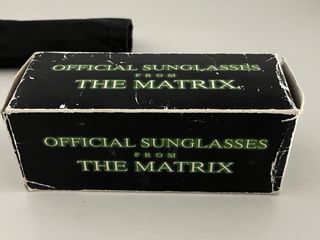 OFFICIAL SUNGLASSES
FROM
THE MATRIX
OFFICIAL SUNGLASSES
FROM
THE MATRIX